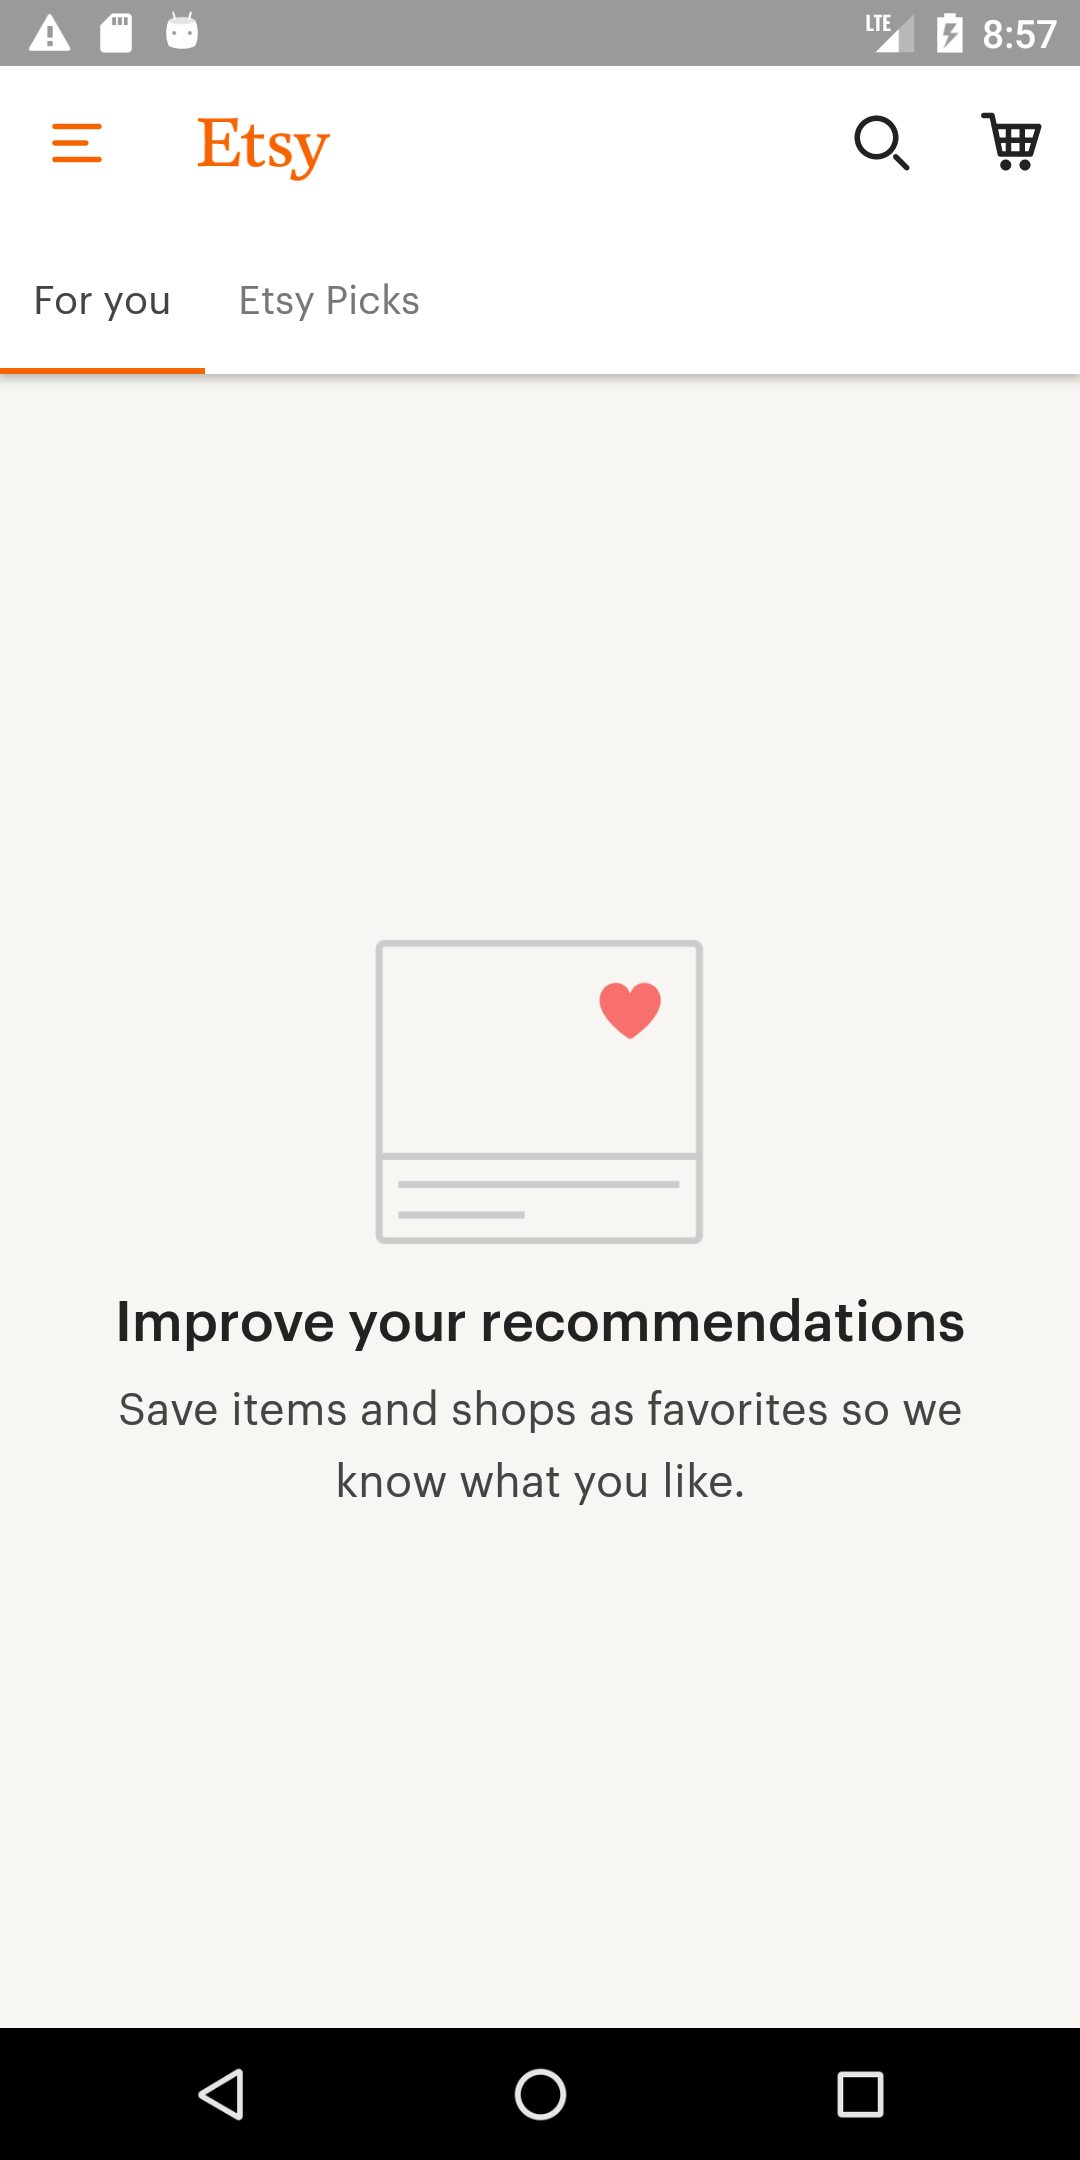 LTE 8:57
Etsy
For you Etsy Picks
Improve your recommendations
Save items and shops as favorites so we
know what you like.